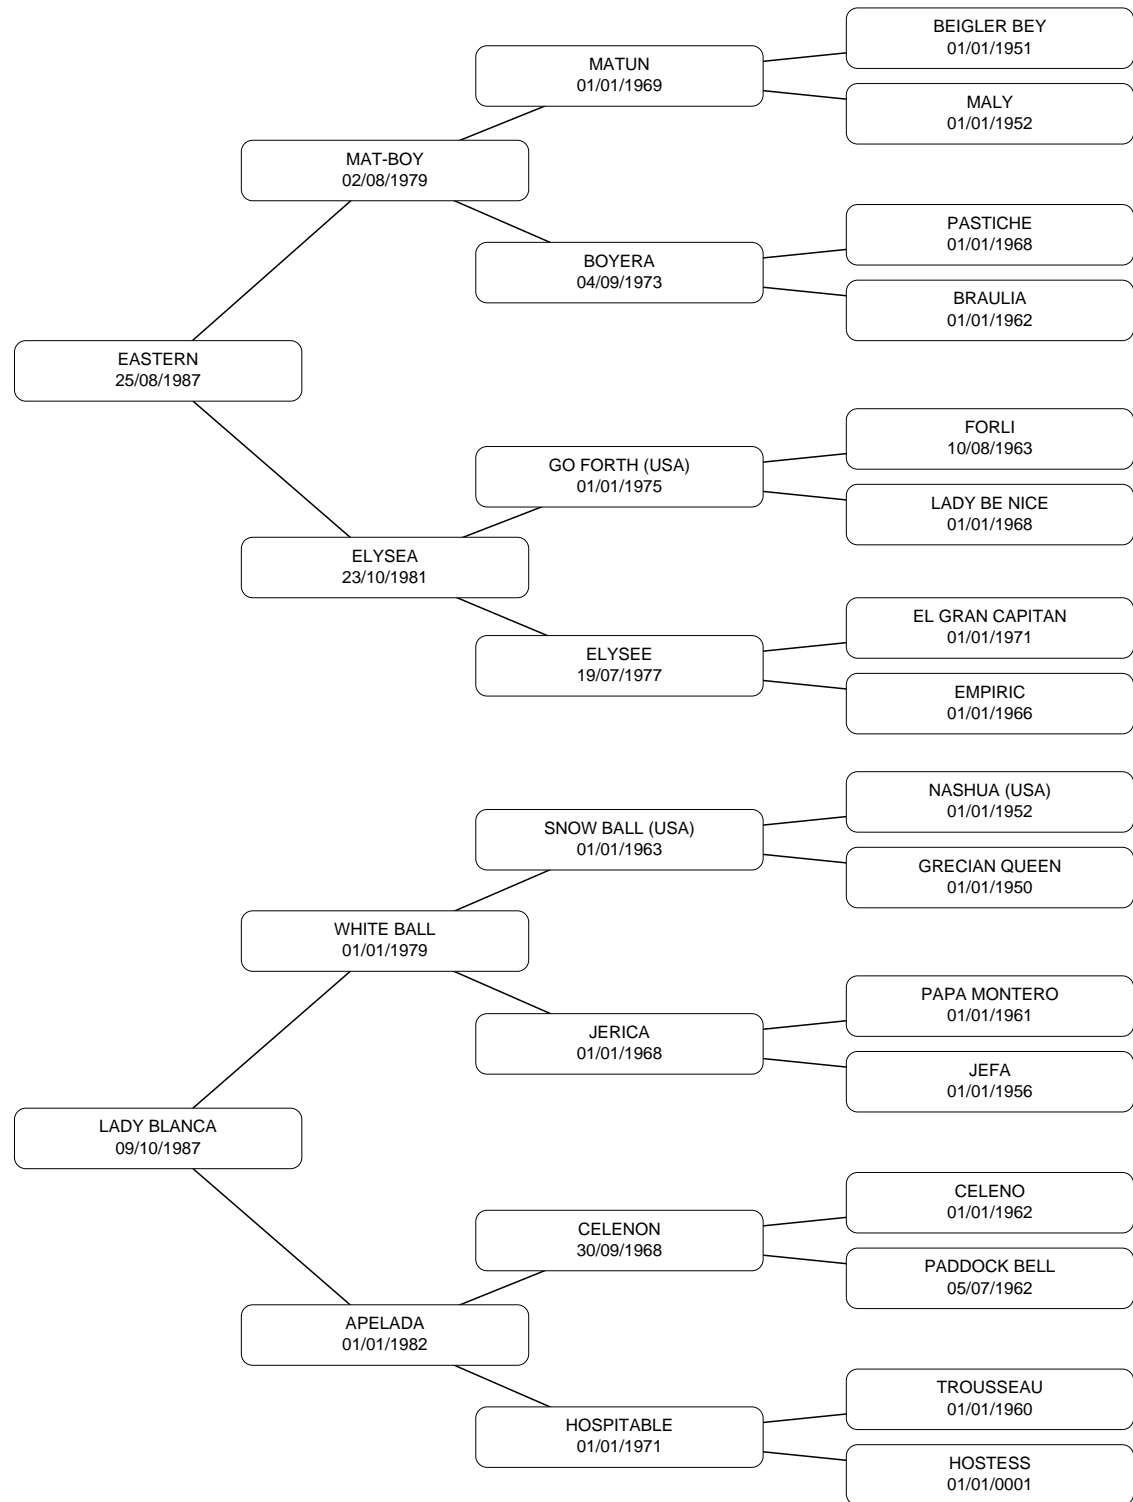 BEIGLER BEY
01/01/1951
MATUN
01/01/1969
MALY
01/01/1952
MAT-BOY
02/08/1979
PASTICHE
01/01/1968
BOYERA
04/09/1973
BRAULIA
01/01/1962
EASTERN
25/08/1987
FORLI
10/08/1963
GO FORTH (USA)
01/01/1975
LADY BE NICE
01/01/1968
ELYSEA
23/10/1981
EL GRAN CAPITAN
01/01/1971
ELYSEE
19/07/1977
EMPIRIC
01/01/1966
NASHUA (USA)
01/01/1952
SNOW BALL (USA)
01/01/1963
GRECIAN QUEEN
01/01/1950
WHITE BALL
01/01/1979
PAPA MONTERO
01/01/1961
JERICA
01/01/1968
JEFA
01/01/1956
LADY BLANCA
09/10/1987
CELENO
01/01/1962
CELENON
30/09/1968
PADDOCK BELL
05/07/1962
APELADA
01/01/1982
TROUSSEAU
01/01/1960
HOSPITABLE
01/01/1971
HOSTESS
01/01/0001